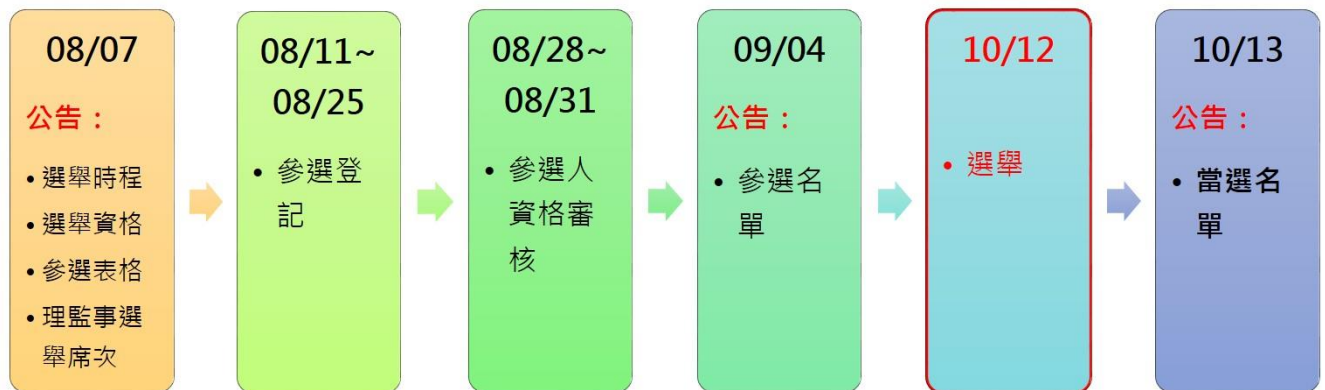 08/07
公告：
• 選舉時程
• 選舉資格
• 參選表格
• 理監事選
舉席次
08/11~
08/25
• 參選登
記
08/28~
08/31
• 參選人
資格審
核
09/04
公告：
• 參選名
單
10/12
• 選舉
10/13
公告：
• 當選名
單